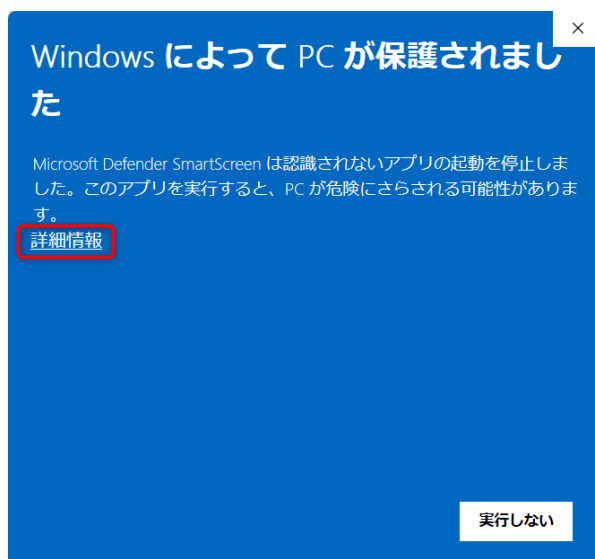 Windows によって PC が保護されまし
た
Microsoft Defender SmartScreen は認識されないアプリの起動を停止しま
した。このアプリを実行すると、PC が危険にさらされる可能性がありま
す。
詳細情報
実行しない